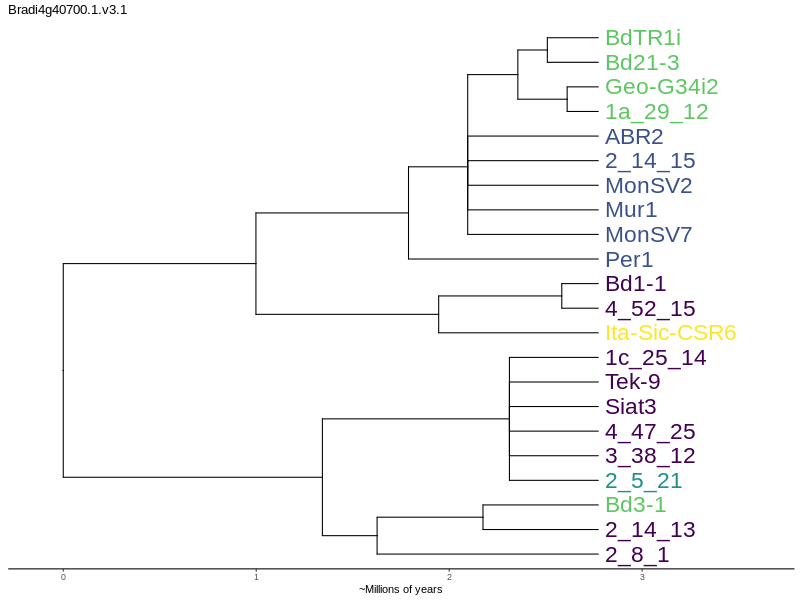 Bradi4g40700.1.v3.1
BdTR1i
Bd21-3
Geo-G34i2
1a_29_12
ABR2
2_14_15
MonSV2
Mur1
MonSV7
Per1
Bd1-1
4_52_15
Ita-Sic-CSR6
1c_25_14
Tek-9
Siat3
4_47_25
3_38_12
2_5_21
Bd3-1
2_14_13
2_8_1
0 1 2 3
~Millions of years